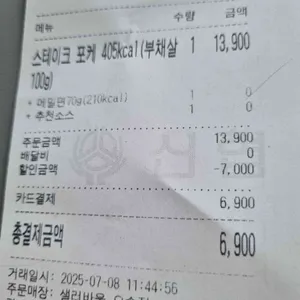 메뉴 수량 금액
스테이크 포케 405kcal(부채살 1 13,900
100g)
+ 메밀면70g(210kcal) 1 0
* 추천소스 1 0
주문금액 13,900
배달비 0
할인금액 -7,000
카드결제 6,900
총결제금액 6,900
거래일시: 2025-07-08 11:44:56
주문매장: 샐러바울